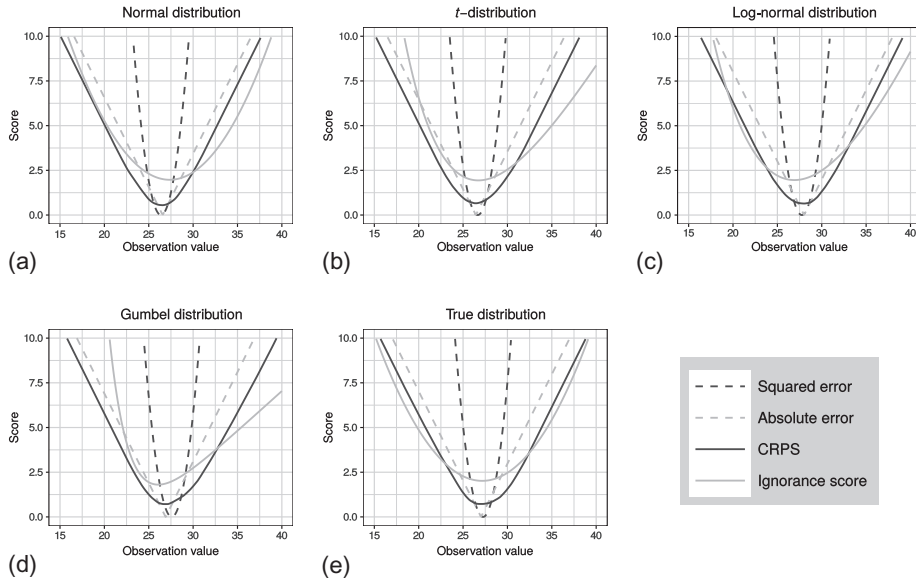 Normal distribution
10.0
7.5
5.0
2.5
0.0
Score
15 20 25 30 35 40
Observation value
(a)
t−distribution
10.0
7.5
5.0
2.5
0.0
Score
15 20 25 30 35 40
Observation value
(b)
Log-normal distribution
10.0
7.5
5.0
2.5
0.0
Score
15 20 25 30 35 40
Observation value
(c)
Gumbel distribution
10.0
7.5
5.0
2.5
0.0
Score
15 20 25 30 35 40
Observation value
(d)
True distribution
10.0
7.5
5.0
2.5
0.0
Score
15 20 25 30 35 40
Observation value
(e)
Squared error
Absolute error
CRPS
Ignorance score